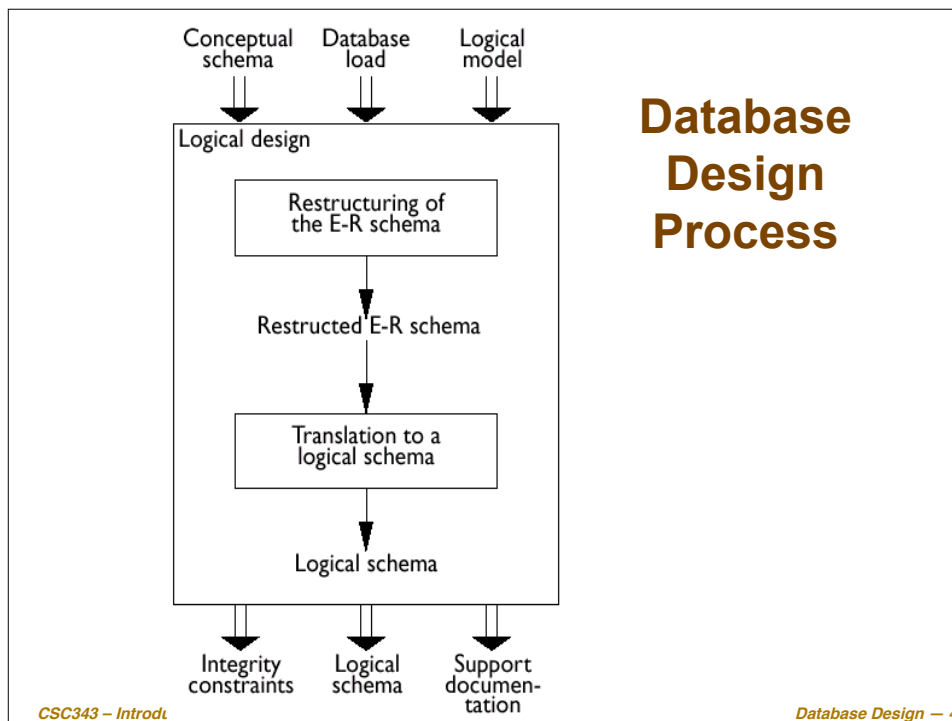 Conceptual schema
Database load
Logical model
Database
Design
Process
Logical design
Restructuring of
the E-R schema
Restructed E-R schema
Translation to a
logical schema
Logical schema
Integrity constraints
Logical schema
Support documen-tation
CSC343 –
Database Design —